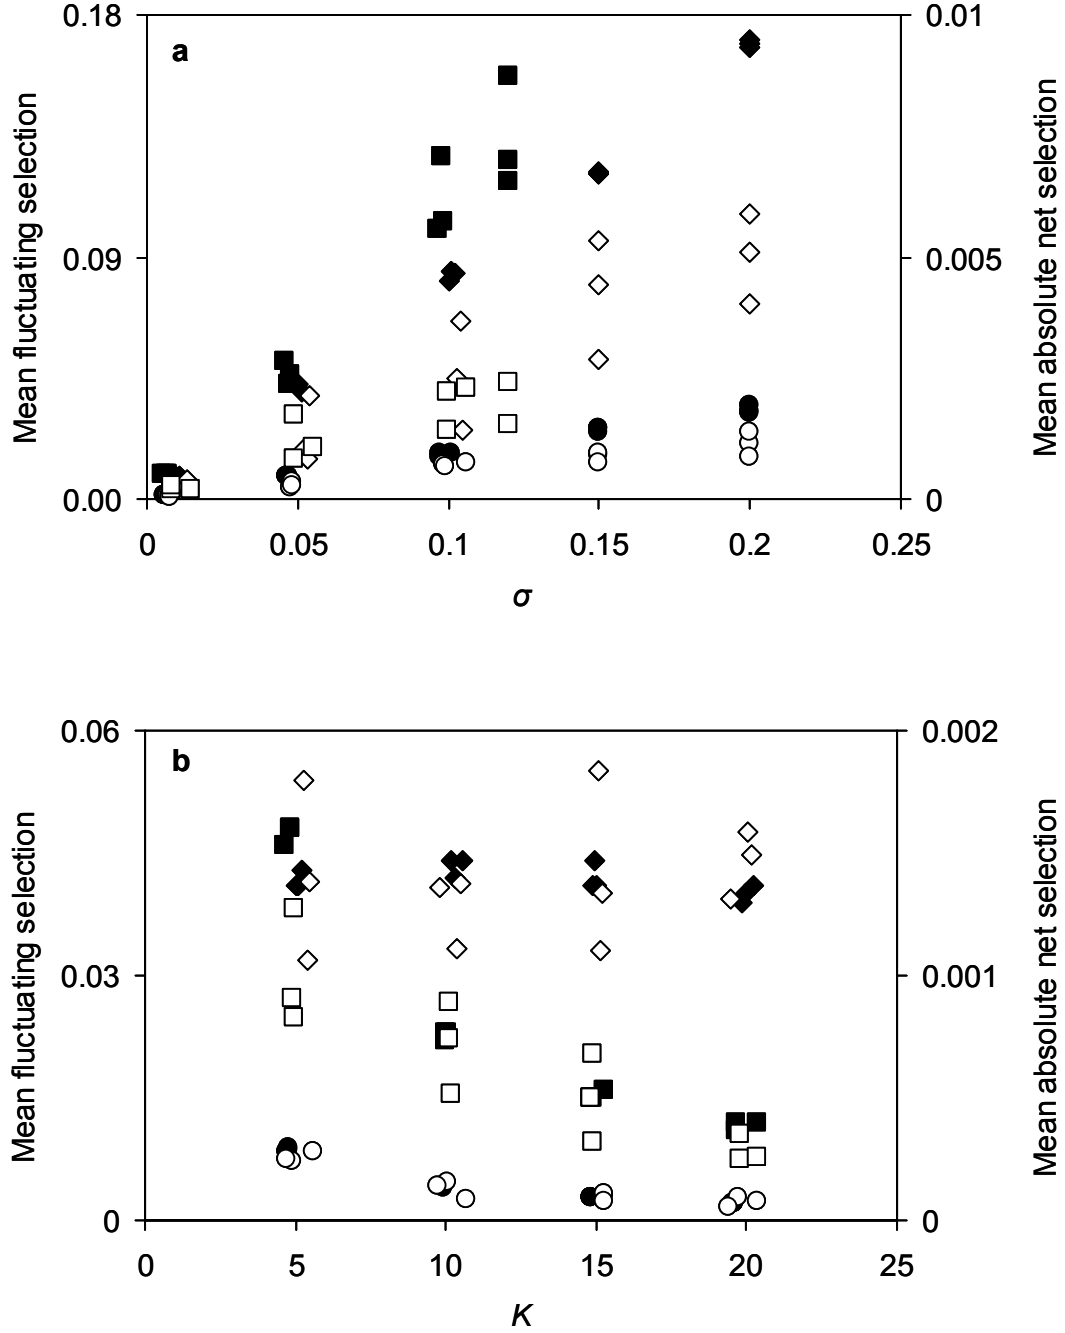 a
0.18
0.09
0.00
0.01
0.005
0
Mean fluctuating selection
Mean absolute net selection
0 0.05 0.1 0.15 0.2 0.25
σ
b
0.06
0.03
0
0.002
0.001
0
Mean fluctuating selection
Mean absolute net selection
0 5 10 15 20 25
K